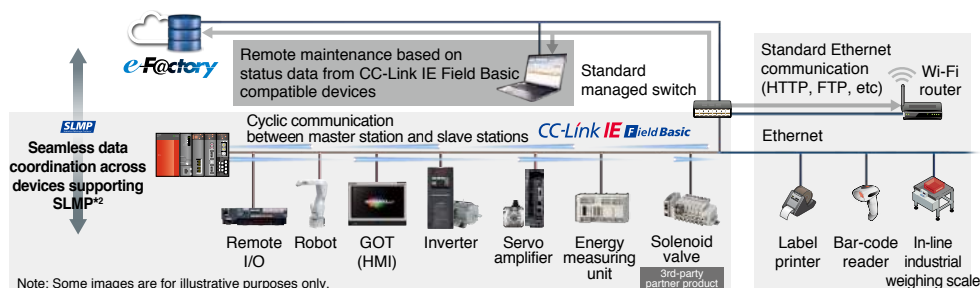 e-F@ctory
Remote maintenance based on
status data from CC-Link IE Field Basic
compatible devices
Standard
managed switch
Standard Ethernet
communication
(HTTP, FTP, etc)
Wi-Fi
router
SLMP
Seamless data
coordination across
devices supporting
SLMP*2
Cyclic communication
between master station and slave stations
CC-Link IE Field Basic
Ethernet
Remote
I/O
Robot
GOT
(HMI)
Inverter
Servo
amplifier
Energy
measuring
unit
Solenoid
valve
3rd-party
partner product
Label
printer
Bar-code
reader
In-line
industrial
weighing scale
Note: Some images are for illustrative purposes only.